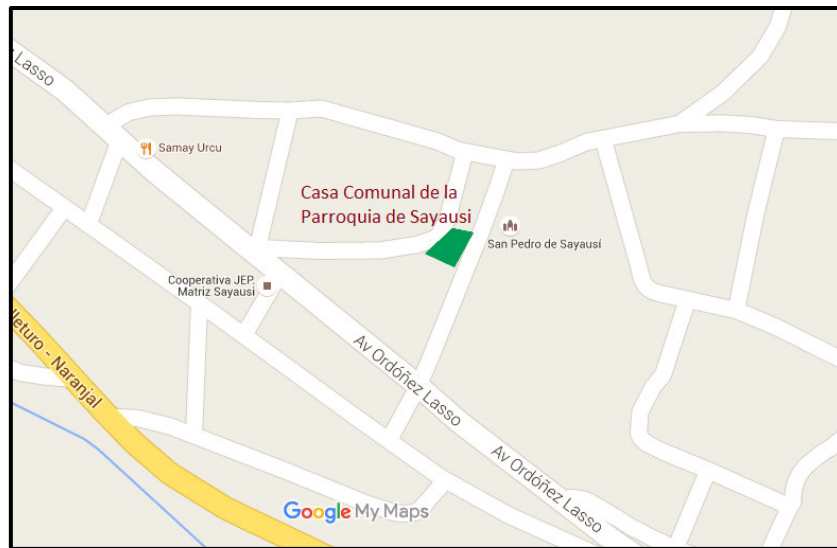 Lasso
Samay Urcu
Casa Comunal de la
Parroquia de Sayausi
San Pedro de Sayausí
Cooperativa JEP.
Matriz Sayausi
lleturo - Naranjal
Av Ordóñez Lasso
Av Ordóñez Lasso
Google My Maps